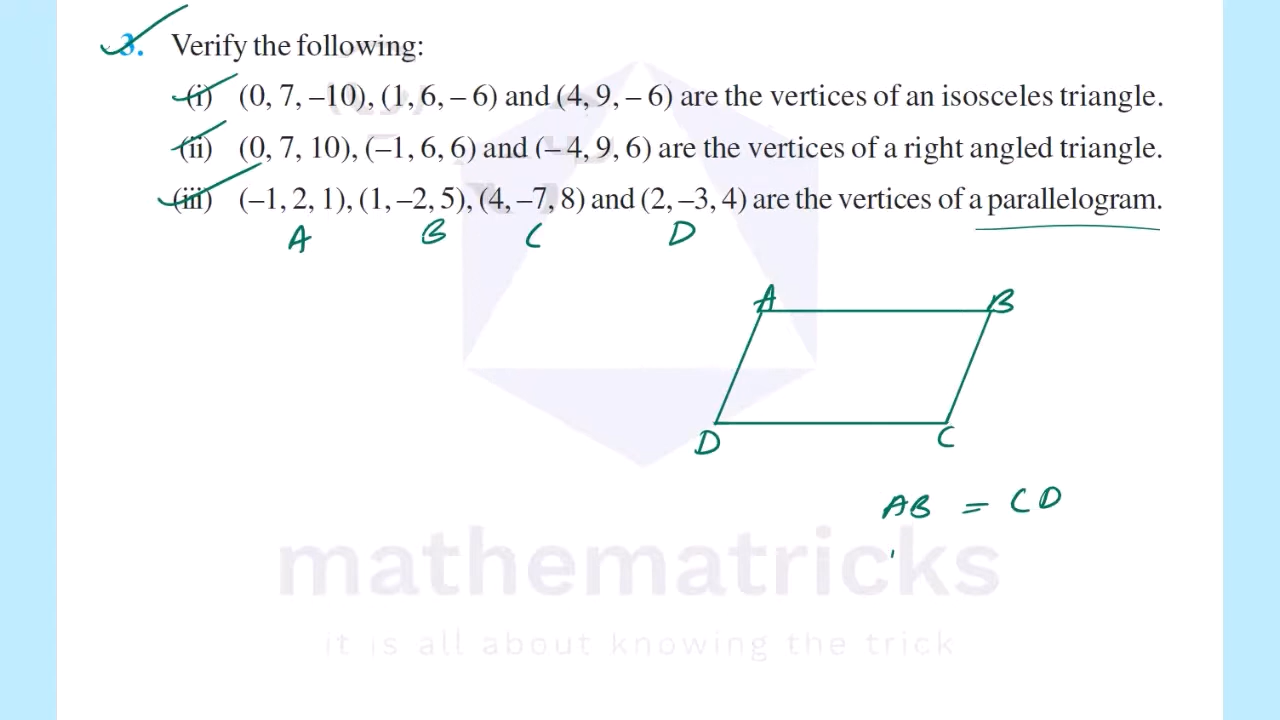 3. Verify the following:
(i) (0, 7, –10), (1, 6, – 6) and (4, 9, – 6) are the vertices of an isosceles triangle.
(ii) (0, 7, 10), (–1, 6, 6) and (– 4, 9, 6) are the vertices of a right angled triangle.
(iii) (–1, 2, 1), (1, –2, 5), (4, –7, 8) and (2, –3, 4) are the vertices of a parallelogram.
A B C D
A B
D C
AB = CD
mathematricks
it is all about knowing the trick